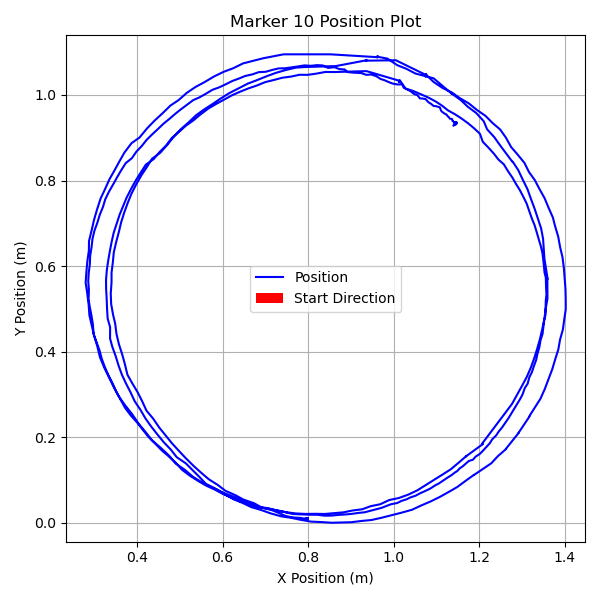 Marker 10 Position Plot
Y Position (m)
1.0
0.8
0.6
0.4
0.2
0.0
Position
Start Direction
0.4 0.6 0.8 1.0 1.2 1.4
X Position (m)